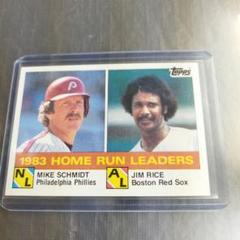 Topps
P
1983 HOME RUN LEADERS
NL MIKE SCHMIDT
Philadelphia Phillies
AL JIM RICE
Boston Red Sox